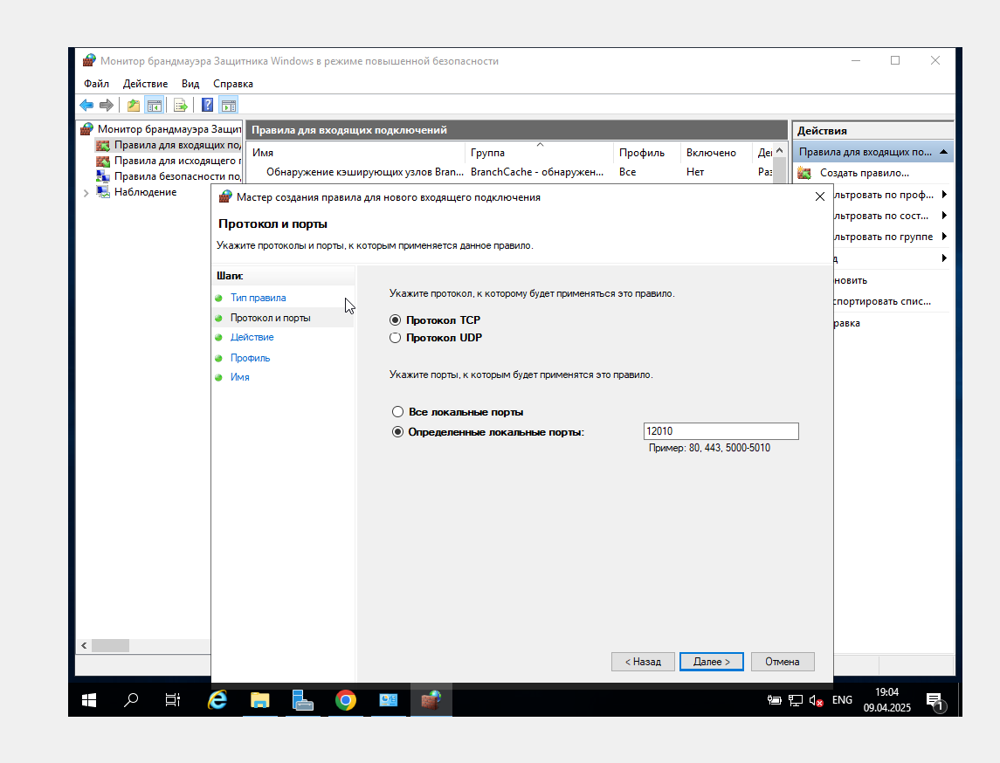 Монитор брандмауэра Защитника Windows в режиме повышенной безопасности
Файл Действие Вид Справка
Монитор брандмауэра Защит
Правила для входящих под
Правила для исходящего п
Правила безопасности по
Наблюдение
Правила для входящих подключений
Имя Группа Профиль Включено Дей
Обнаружение кэширующих узлов Bran... BranchCache - обнаружен... Все Нет Раз
Действия
Правила для входящих по...
Создать правило...
льтровать по проф...
льтровать по сост...
льтровать по группе
д
новить
спортировать спис...
равка
Мастер создания правила для нового входящего подключения
Протокол и порты
Укажите протоколы и порты, к которым применяется данное правило.
Шаги:
Тип правила
Протокол и порты
Действие
Профиль
Имя
Укажите протокол, к которому будет применяться это правило.
Протокол TCP
Протокол UDP
Укажите порты, к которым будет применятся это правило.
Все локальные порты
Определенные локальные порты: 12010
Пример: 80, 443, 5000-5010
< Назад Далее > Отмена
ENG
19:04
09.04.2025
1